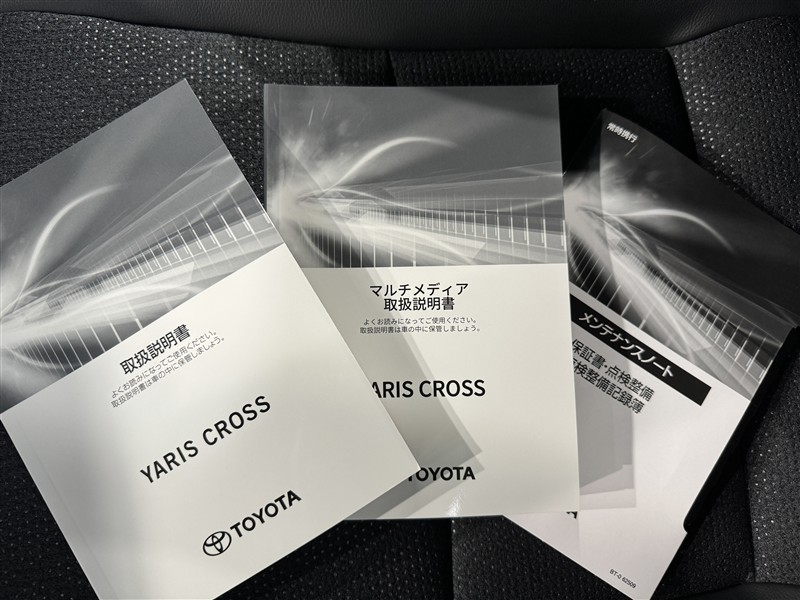 取扱説明書
よくお読みになってご使用ください。
取扱説明書は車の中に保管しましょう。
YARIS CROSS
TOYOTA
マルチメディア
取扱説明書
よくお読みになってご使用ください。
取扱説明書は車の中に保管しましょう。
ARIS CROSS
TOYOTA
常時携行
メンテナンスノート
保証書・点検整備
検整備記録簿